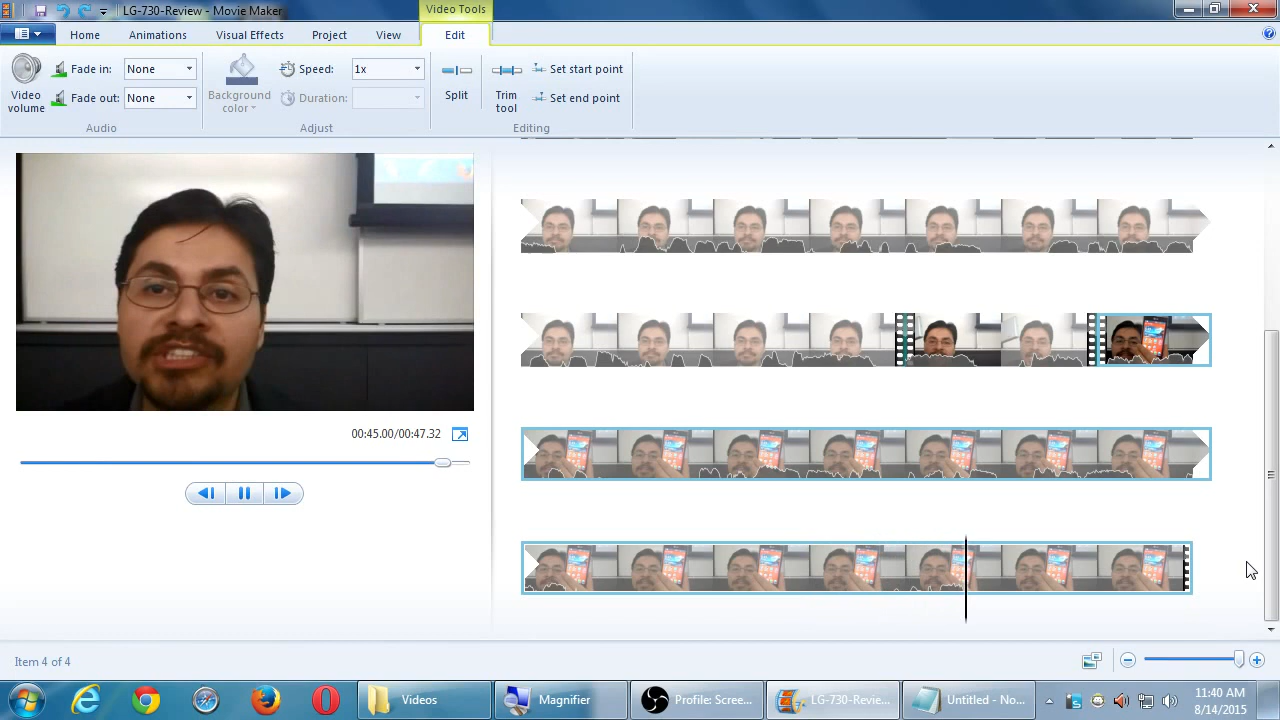 LG-730-Review - Movie Maker
Video Tools
Home Animations Visual Effects Project View Edit
Fade in: None
Fade out: None
Video volume
Audio
Background color
Speed: 1x
Duration:
Adjust
Split
Trim tool
Set start point
Set end point
Editing
00:45.00/00:47.32
Item 4 of 4
Videos
Magnifier
Profile: Scree...
LG-730-Revie...
Untitled - No...
11:40 AM
8/14/2015